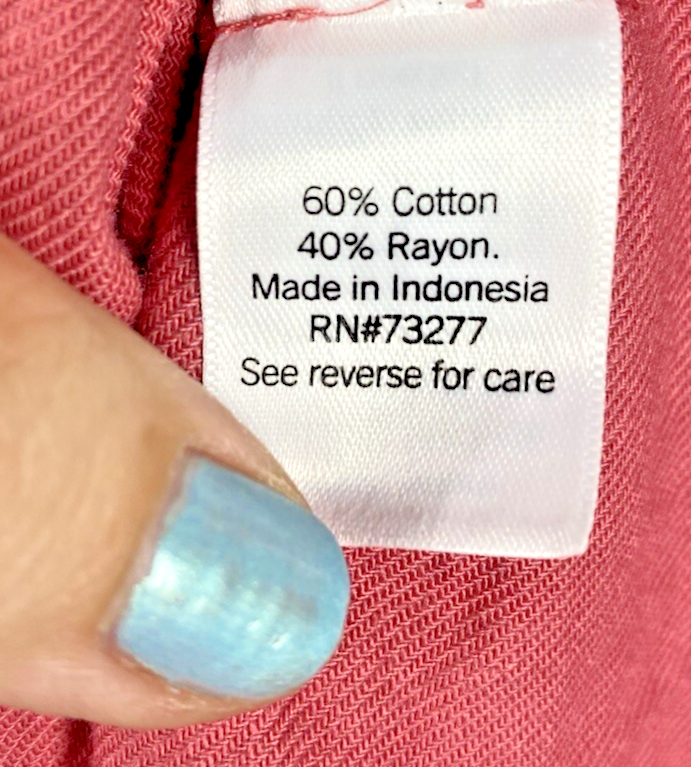 60% Cotton
40% Rayon.
Made in Indonesia
RN#73277
See reverse for care